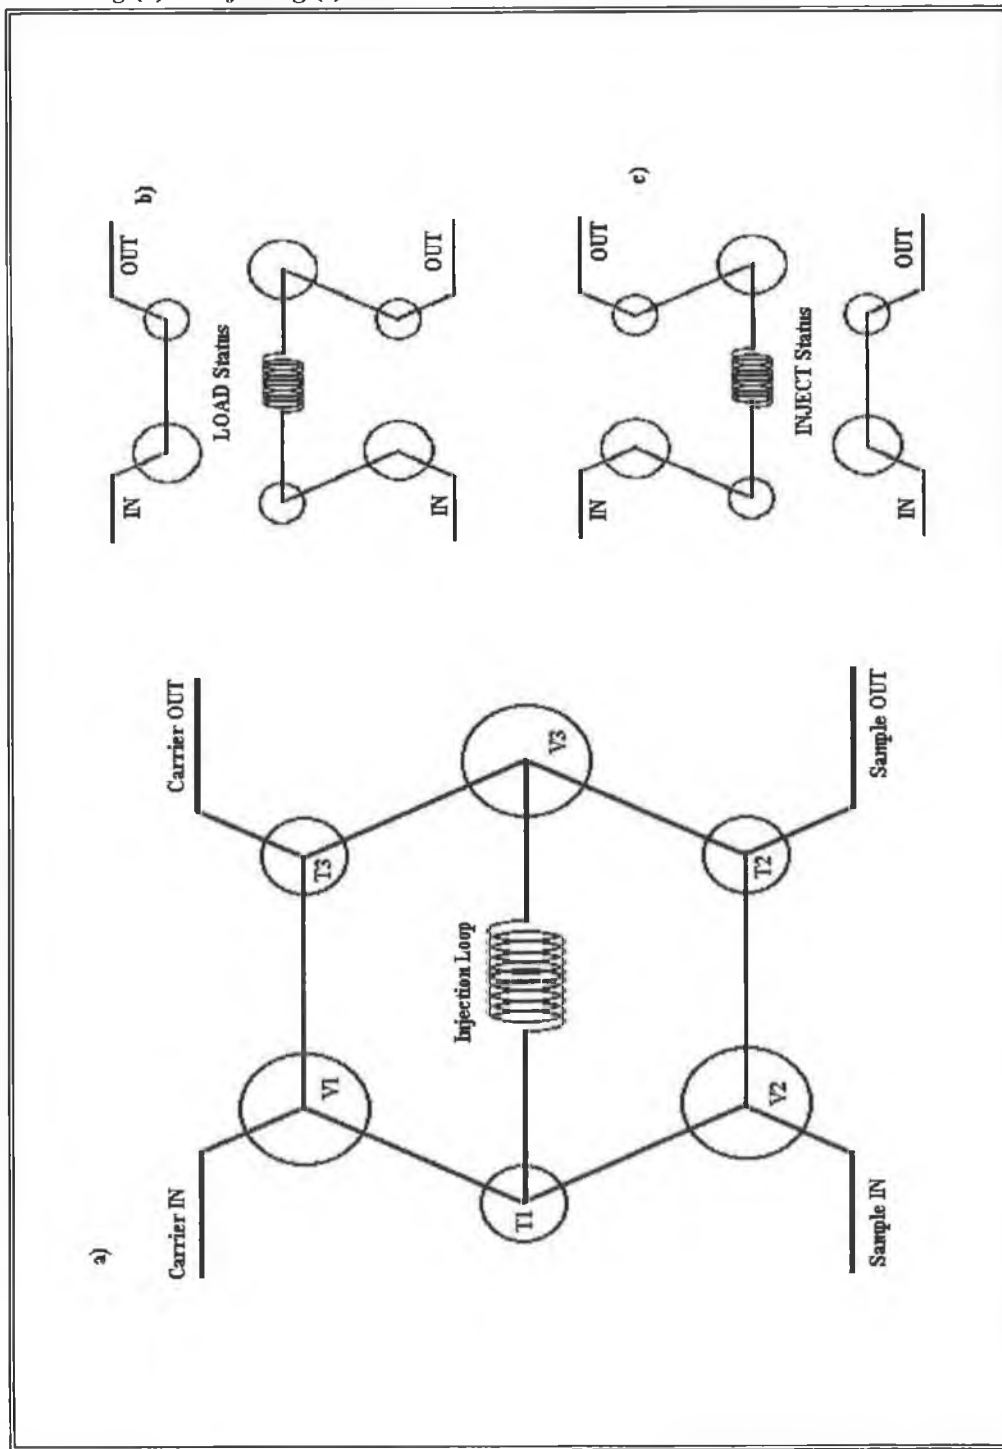 a)
Carrier IN
Carrier OUT
V1
T3
Injection Loop
T1
V3
V2
T2
Sample IN
Sample OUT
b)
IN
OUT
LOAD Status
IN
OUT
c)
IN
OUT
INJECT Status
IN
OUT